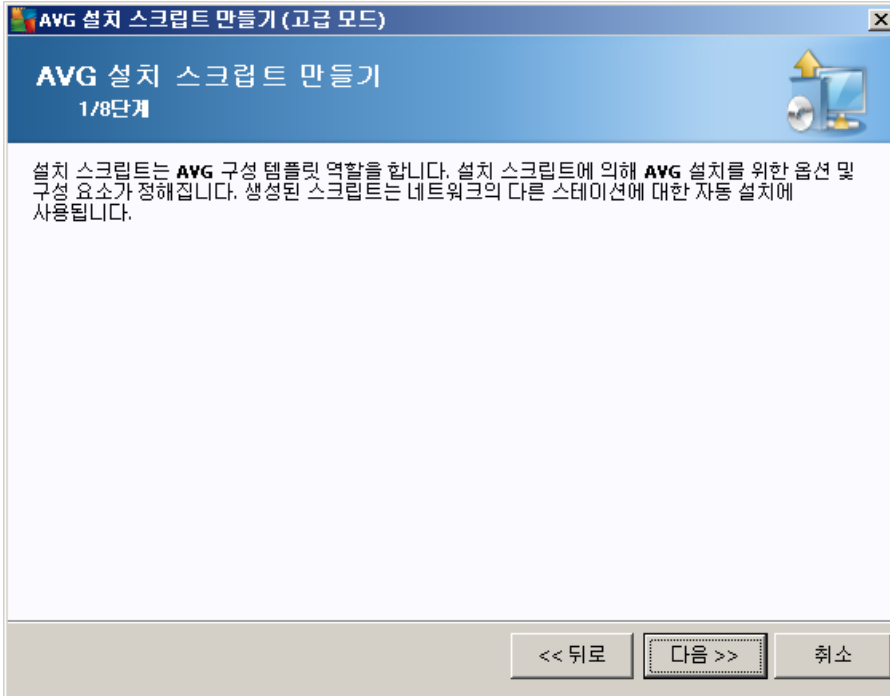 AVG 설치 스크립트 만들기 (고급 모드)
AVG 설치 스크립트 만들기
1/8단계
설치 스크립트는 AVG 구성 템플릿 역할을 합니다. 설치 스크립트에 의해 AVG 설치를 위한 옵션 및
구성 요소가 정해집니다. 생성된 스크립트는 네트워크의 다른 스테이션에 대한 자동 설치에
사용됩니다.
<< 뒤로
다음 >>
취소